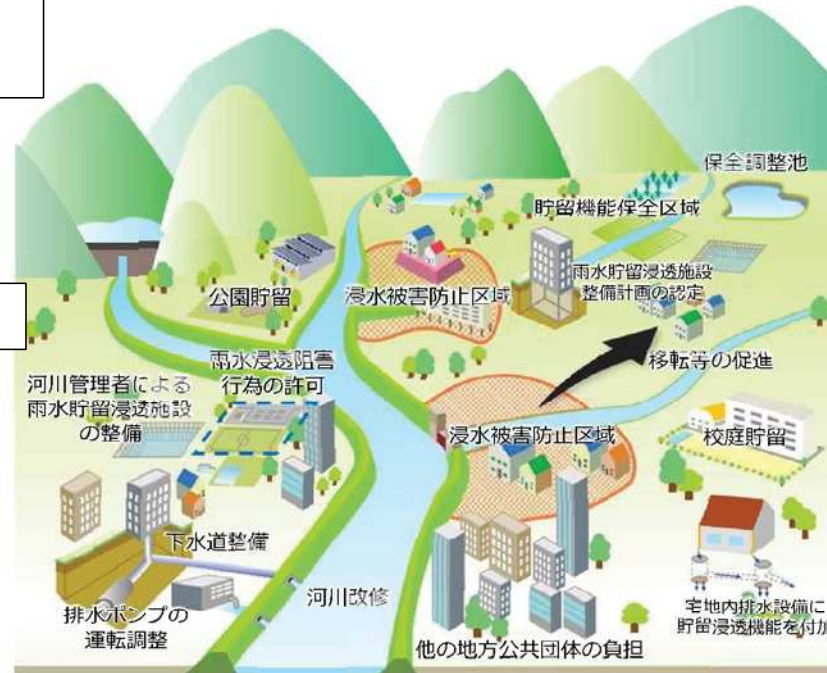 保全調整池
貯留機能保全区域
雨水貯留浸透施設
整備計画の認定
公園貯留
浸水被害防止区域
移転等の促進
雨水浸透阻害
行為の許可
河川管理者による
雨水貯留浸透施設
の整備
浸水被害防止区域
校庭貯留
下水道整備
河川改修
排水ポンプの
運転調整
他の地方公共団体の負担
宅地内排水設備に
貯留浸透機能を付加